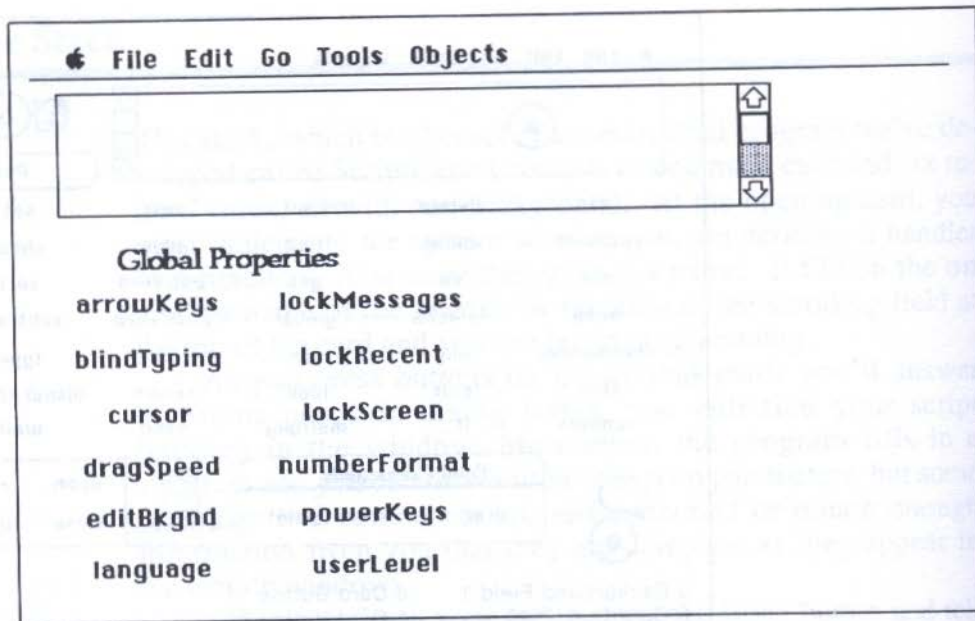 File Edit Go Tools Objects
Global Properties
arrowKeys lockMessages
blindTyping lockRecent
cursor lockScreen
dragSpeed numberFormat
editBkgnd powerKeys
language userLevel